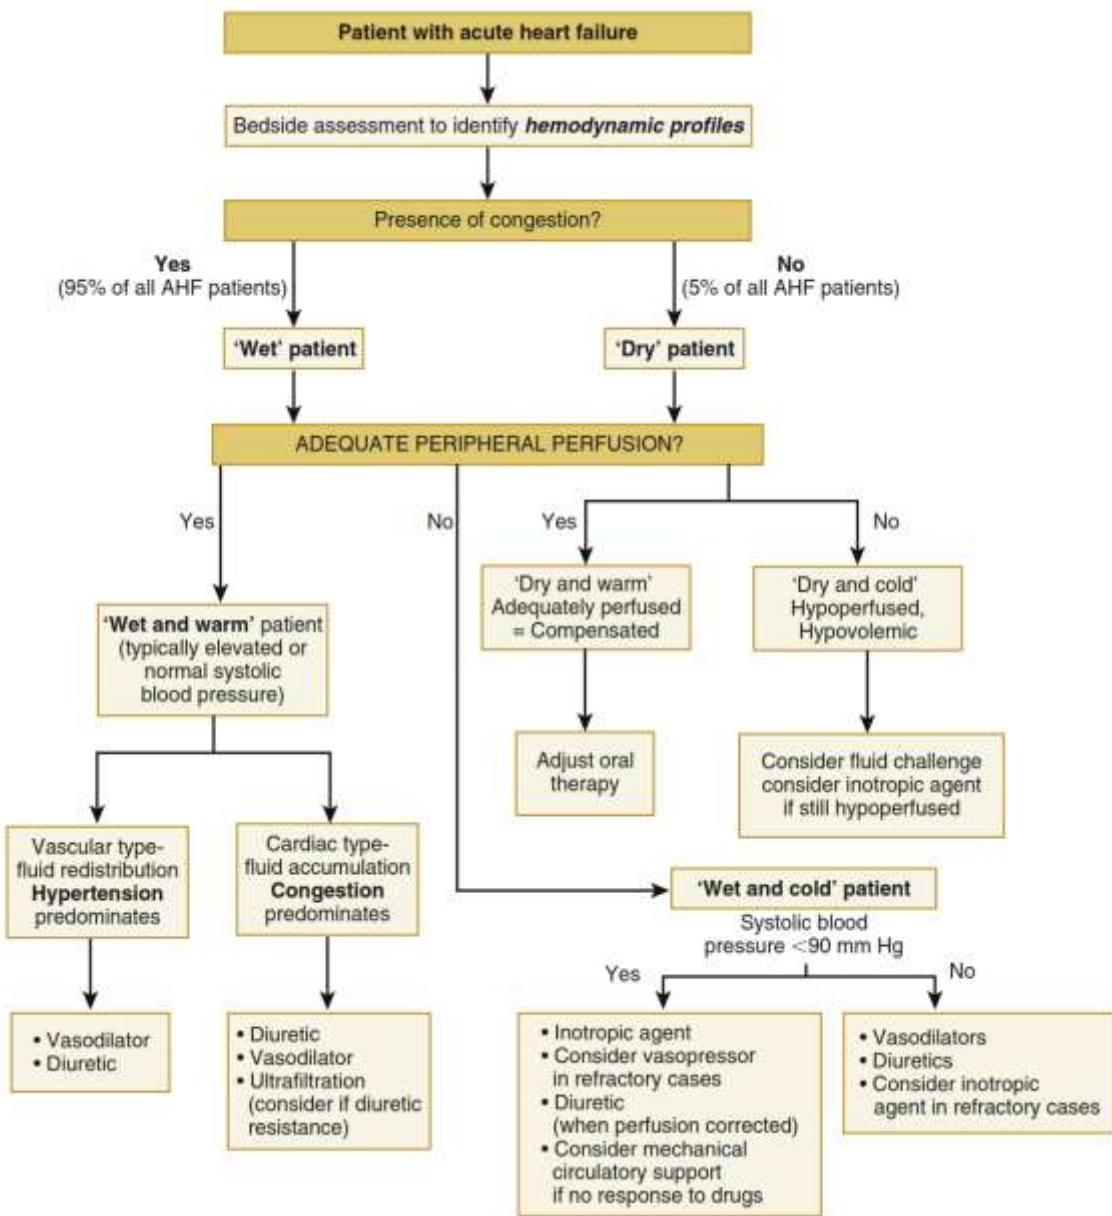 Patient with acute heart failure
Bedside assessment to identify hemodynamic profiles
Presence of congestion?
Yes
(95% of all AHF patients)
No
(5% of all AHF patients)
‘Wet’ patient
‘Dry’ patient
ADEQUATE PERIPHERAL PERFUSION?
Yes
No
Yes
No
‘Dry and warm’
Adequately perfused
= Compensated
‘Dry and cold’
Hypoperfused,
Hypovolemic
‘Wet and warm’ patient
(typically elevated or
normal systolic
blood pressure)
Adjust oral
therapy
Consider fluid challenge
consider inotropic agent
if still hypoperfused
Vascular type-
fluid redistribution
Hypertension
predominates
Cardiac type-
fluid accumulation
Congestion
predominates
‘Wet and cold’ patient
Systolic blood
pressure <90 mm Hg
Yes
No
• Vasodilator
• Diuretic
• Diuretic
• Vasodilator
• Ultrafiltration
(consider if diuretic
resistance)
• Inotropic agent
• Consider vasopressor
in refractory cases
• Diuretic
(when perfusion corrected)
• Consider mechanical
circulatory support
if no response to drugs
• Vasodilators
• Diuretics
• Consider inotropic
agent in refractory cases